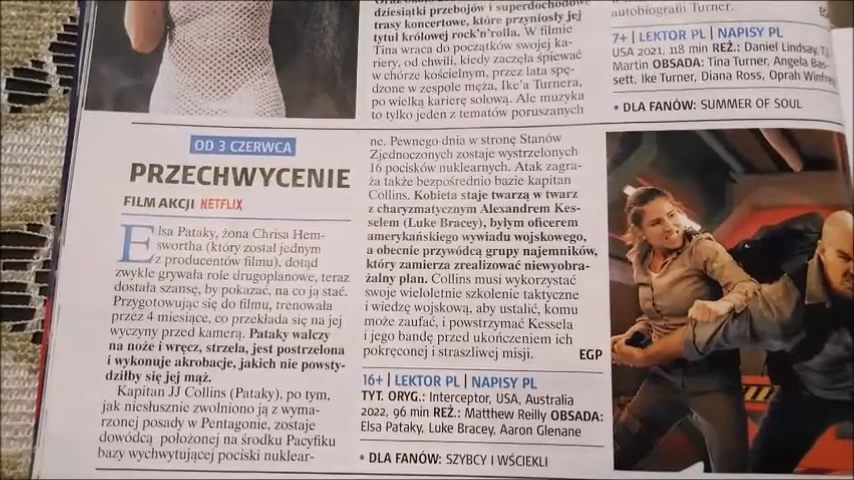 dziesiątki przebojów i superprodukcje
trasy koncertowe, które przyniosły jej
tytuł królowej rock'n'rolla. W filmie
Tina wraca do początków swojej ka-
riery, od chwili, kiedy zaczęła śpiewać
w chórze kościelnym, przez lata spę-
dzone w zespole męża, Ike'a Turnera,
po wielką karierę solową. Ale muzyka
to tylko jeden z tematów poruszanych
autobiografii Turner.
7+ | LEKTOR PL | NAPISY PL
USA 2021, 118 min REŻ.: Daniel Lindsay, T.J.
Martin OBSADA: Tina Turner, Angela Bas-
sett, Ike Turner, Diana Ross, Oprah Winfrey
• DLA FANÓW: SUMMER OF SOUL
OD 3 CZERWCA
PRZECHWYCENIE
FILM AKCJI NETFLIX
Elsa Pataky, żona Chrisa Hem-
swortha (który został jednym
z producentów filmu), dotąd
zwykle grywała role drugoplanowe, teraz
dostała szansę, by pokazać, na co ją stać.
Przygotowując się do filmu, trenowała
przez 4 miesiące, co przekłada się na jej
wyczyny przed kamerą. Pataky walczy
na noże i wręcz, strzela, jest postrzelona
i wykonuje akrobacje, jakich nie powsty-
dziłby się jej mąż.
Kapitan JJ Collins (Pataky), po tym,
jak niesłusznie zwolniono ją z wyma-
rzonej posady w Pentagonie, zostaje
dowódcą położonej na środku Pacyfiku
bazy wychwytującej pociski nuklear-
ne. Pewnego dnia w stronę Stanów
Zjednoczonych zostaje wystrzelonych
16 pocisków nuklearnych. Atak zagra-
ża także bezpośrednio bazie kapitan
Collins. Kobieta staje twarzą w twarz
z charyzmatycznym Alexandrem Kes-
selem (Luke Bracey), byłym oficerem
amerykańskiego wywiadu wojskowego,
a obecnie przywódcą grupy najemników,
który zamierza zrealizować niewyobra-
żalny plan. Collins musi wykorzystać
swoje wieloletnie szkolenie taktyczne
i wiedzę wojskową, aby ustalić, komu
może zaufać, i powstrzymać Kessela
i jego bandę przed ukończeniem ich
pokręconej i straszliwej misji. EGP
16+ | LEKTOR PL | NAPISY PL
TYT. ORYG.: Interceptor, USA, Australia
2022, 96 min REŻ.: Matthew Reilly OBSADA:
Elsa Pataky, Luke Bracey, Aaron Glenane
• DLA FANÓW: SZYBCY I WŚCIEKLI